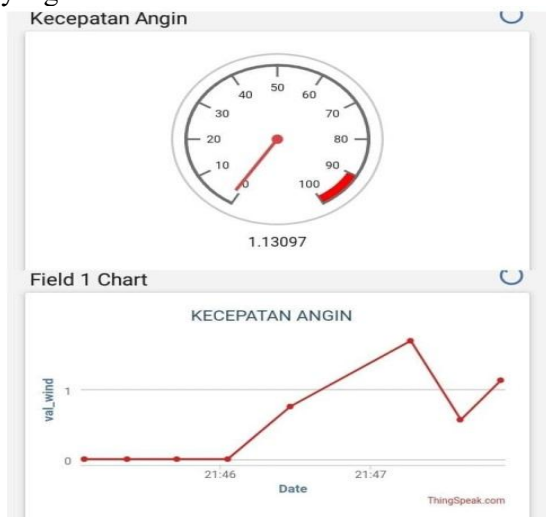 Kecepatan Angin
50
40 60
30 70
20 80
10 90
0 100
1.13097
Field 1 Chart
KECEPATAN ANGIN
val_wind
1
0
21:46 21:47
Date
ThingSpeak.com